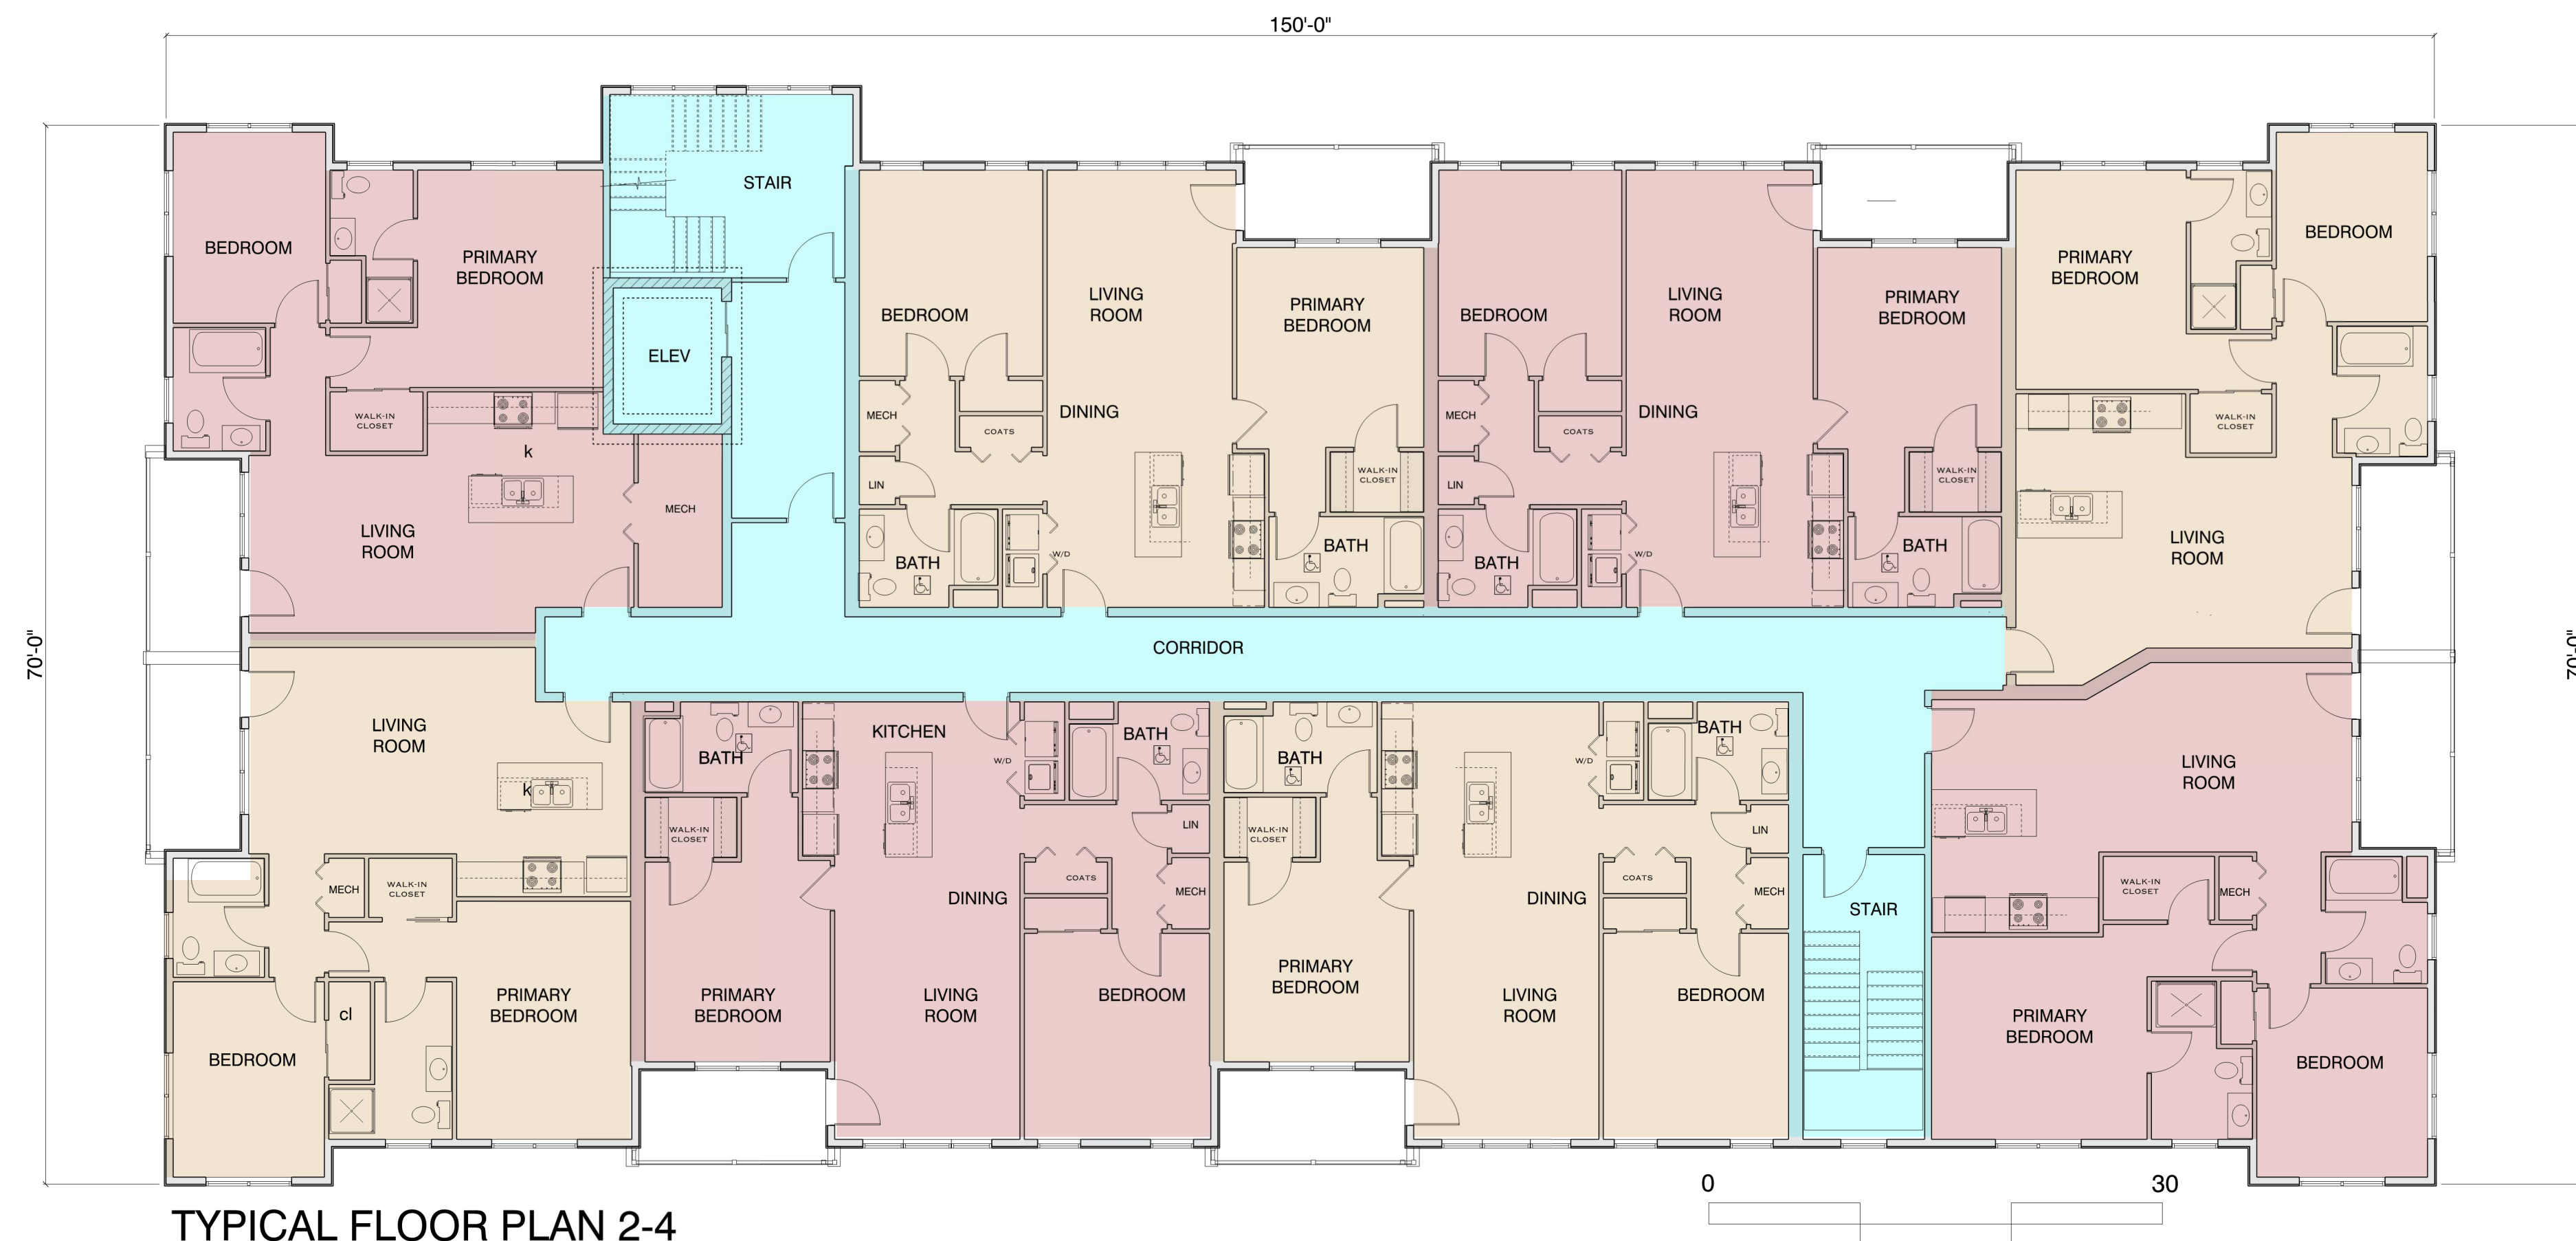 150'-0"
STAIR
BEDROOM
PRIMARY
BEDROOM
ELEV
WALK-IN
CLOSET
k
LIVING
ROOM
MECH
BEDROOM
MECH
LIN
BATH
COATS
LIVING
ROOM
DINING
W/D
PRIMARY
BEDROOM
WALK-IN
CLOSET
BATH
BEDROOM
MECH
LIN
BATH
COATS
LIVING
ROOM
DINING
W/D
PRIMARY
BEDROOM
WALK-IN
CLOSET
BATH
PRIMARY
BEDROOM
BEDROOM
WALK-IN
CLOSET
LIVING
ROOM
70'-0"
CORRIDOR
70'-0"
LIVING
ROOM
k
MECH
WALK-IN
CLOSET
cl
BEDROOM
PRIMARY
BEDROOM
BATH
WALK-IN
CLOSET
PRIMARY
BEDROOM
KITCHEN
W/D
BATH
LIN
COATS
MECH
DINING
LIVING
ROOM
BEDROOM
BATH
WALK-IN
CLOSET
PRIMARY
BEDROOM
W/D
BATH
LIN
COATS
MECH
DINING
LIVING
ROOM
BEDROOM
STAIR
LIVING
ROOM
WALK-IN
CLOSET
MECH
PRIMARY
BEDROOM
BEDROOM
0
30
TYPICAL FLOOR PLAN 2-4